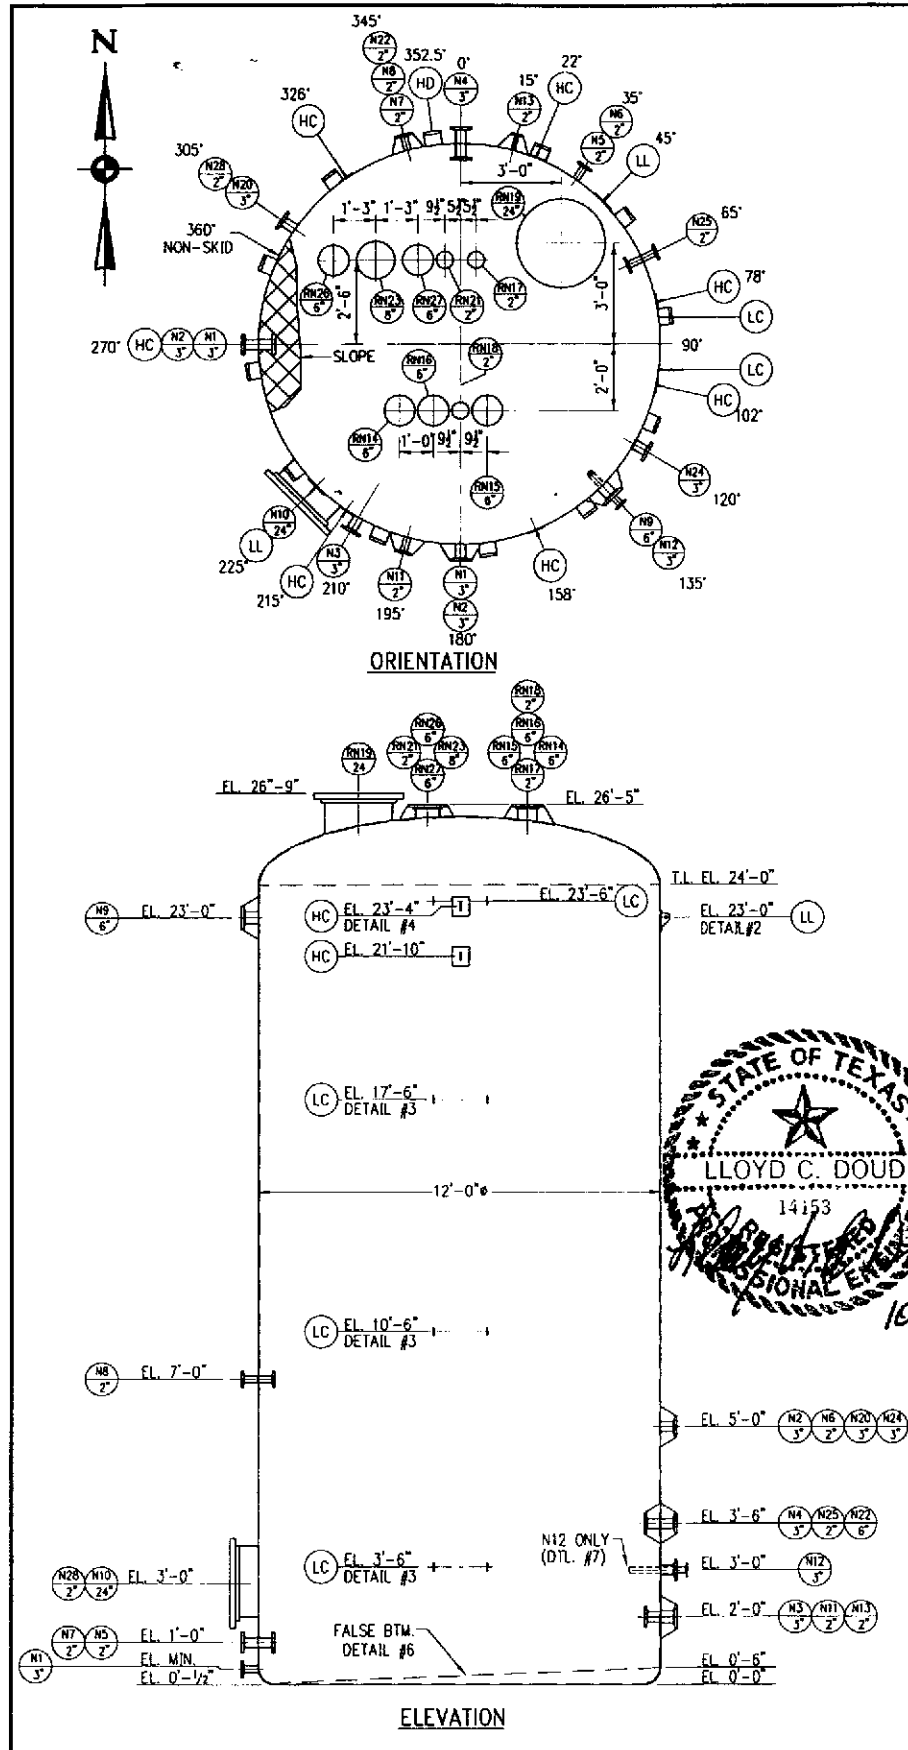 N
345°
N22 2"
N8 2"
N7 2"
352.5°
HD
0°
N4 3"
15°
N13 2"
22°
HC
35°
N6 2"
N5 2"
45°
LL
326°
HC
305°
N28 2"
N20 3"
360°
NON-SKID
3'-0"
RN19 24"
65°
N25 2"
1'-3" 1'-3" 9½" 5½" 5½"
RN26 6"
RN23 8"
RN27 6"
RN21 2"
RN17 2"
2'-6"
3'-0"
78°
HC
LC
270°
HC
N2 3"
N1 3"
SLOPE
90°
RN16 6"
RN18 2"
2'-0"
LC
HC
102°
RN14 6"
1'-0" 9½" 9½"
RN15 6"
N24 3"
120°
N10 24"
LL
225°
HC
215°
N3 3"
210°
N11 2"
195°
N1 3"
N2 3"
180°
HC
158°
N9 6"
N12 3"
135°
ORIENTATION
RN18 2"
RN26 6"
RN16 6"
RN19 24
RN21 2"
RN23 8"
RN15 6"
RN14 6"
RN27 6"
RN17 2"
EL. 26"-9"
EL. 26'-5"
T.L. EL. 24'-0"
N9 6"
EL. 23'-0"
HC EL. 23'-4"
DETAIL #4
EL. 23'-6" LC
EL. 23'-0" LL
DETAIL#2
HC EL. 21'-10"
LC EL. 17'-6"
DETAIL #3
STATE OF TEXAS
LLOYD C. DOUD
14153
REGISTERED
PROFESSIONAL
12'-0"ø
LC EL. 10'-6"
DETAIL #3
N8 2"
EL. 7'-0"
EL. 5'-0"
N2 3" N6 2" N20 3" N24 3"
EL. 3'-6"
N4 3" N25 2" N22 6"
N12 ONLY
(DTL. #7)
LC EL. 3'-6"
DETAIL #3
EL. 3'-0"
N12 3"
N28 2" N10 24"
EL. 3'-0"
EL. 2'-0"
N3 3" N11 2" N13 2"
N7 2" N5 2"
EL. 1'-0"
FALSE BTM.
DETAIL #6
N1 3"
EL. MIN.
EL. 0'-½"
EL. 0'-6"
EL. 0'-0"
ELEVATION